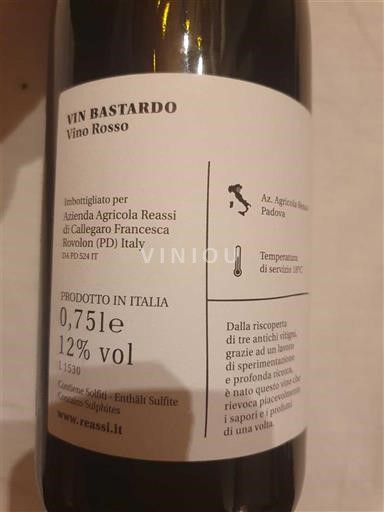 VIN BASTARDO
Vino Rosso
Imbottigliato per
Azienda Agricola Reassi
di Callegaro Francesca
Rovolon (PD) Italy
DA PD 524 IT
PRODOTTO IN ITALIA
0,75l e
12% vol
L 1530
Contiene Solfiti - Enthält Sulfite
Contains Sulphites
www.reassi.it
Az. Agricola
Padova
Temperatura
di servizio 18°C
Dalla riscoperta
di tre antichi vitigni,
grazie ad un lavoro
di sperimentazione
e profonda ricerca,
è nato questo vino che
rievoca piacevolmente
i sapori e i profumi
di una volta.
VINIOU